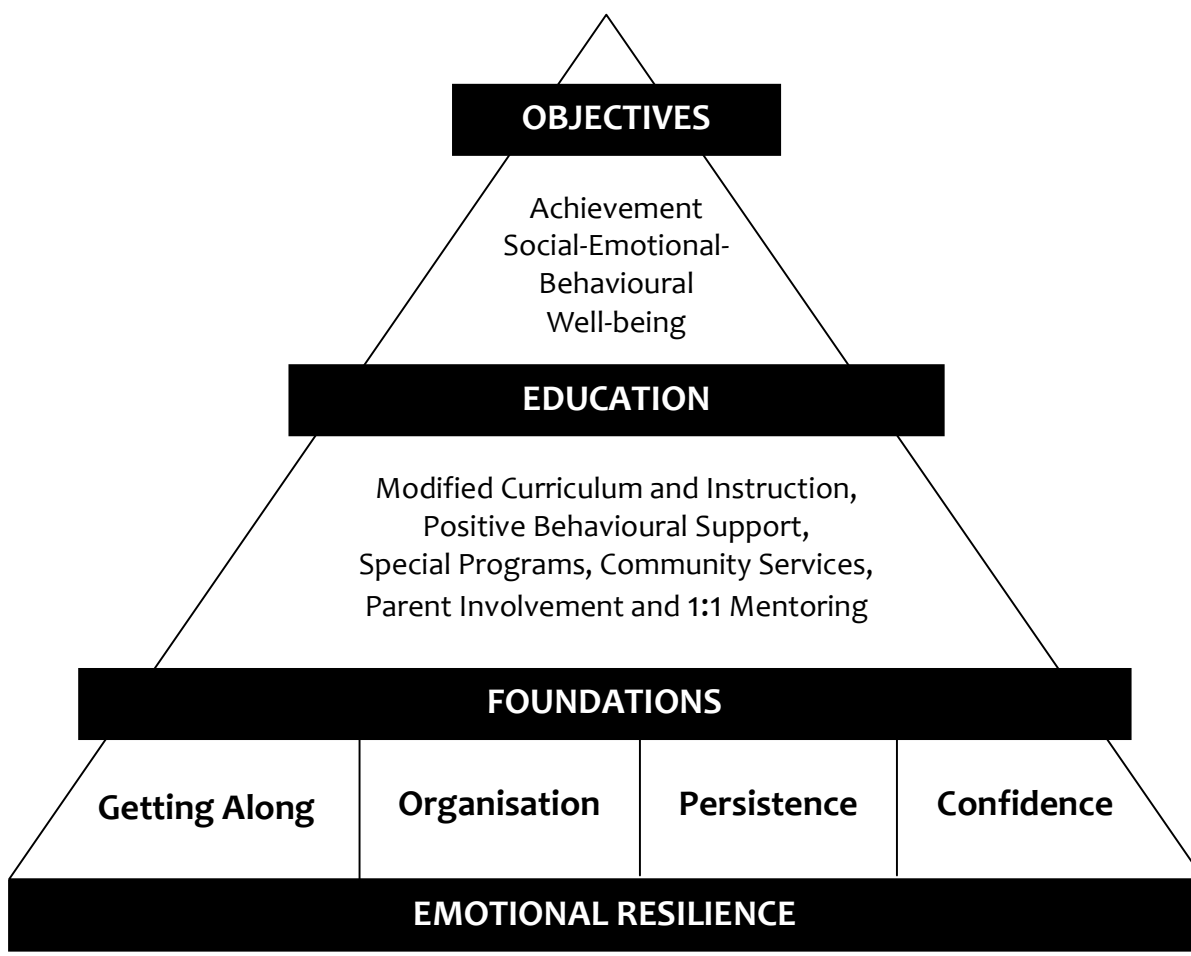 OBJECTIVES
Achievement
Social-Emotional-
Behavioural
Well-being
EDUCATION
Modified Curriculum and Instruction,
Positive Behavioural Support,
Special Programs, Community Services,
Parent Involvement and 1:1 Mentoring
FOUNDATIONS
Getting Along Organisation Persistence Confidence
EMOTIONAL RESILIENCE